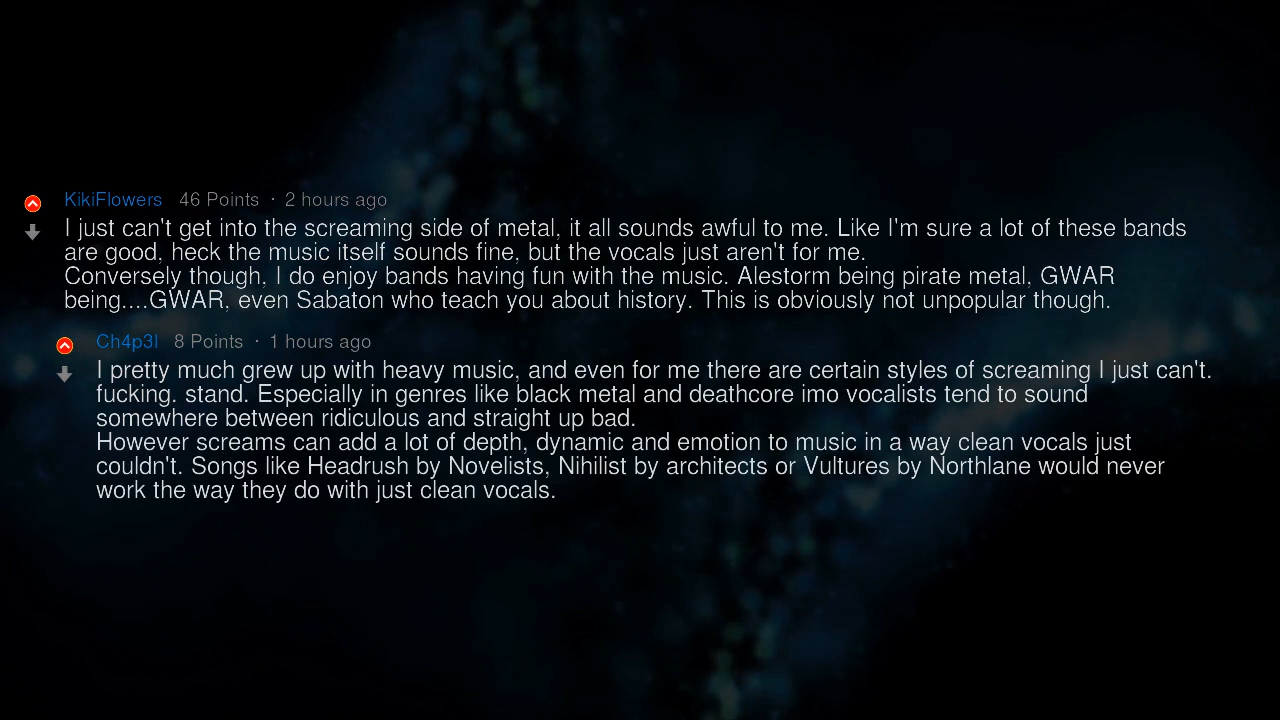 KikiFlowers 46 Points · 2 hours ago
I just can't get into the screaming side of metal, it all sounds awful to me. Like I'm sure a lot of these bands
are good, heck the music itself sounds fine, but the vocals just aren't for me.
Conversely though, I do enjoy bands having fun with the music. Alestorm being pirate metal, GWAR
being....GWAR, even Sabaton who teach you about history. This is obviously not unpopular though.
Ch4p3l 8 Points · 1 hours ago
I pretty much grew up with heavy music, and even for me there are certain styles of screaming I just can't.
fucking. stand. Especially in genres like black metal and deathcore imo vocalists tend to sound
somewhere between ridiculous and straight up bad.
However screams can add a lot of depth, dynamic and emotion to music in a way clean vocals just
couldn't. Songs like Headrush by Novelists, Nihilist by architects or Vultures by Northlane would never
work the way they do with just clean vocals.